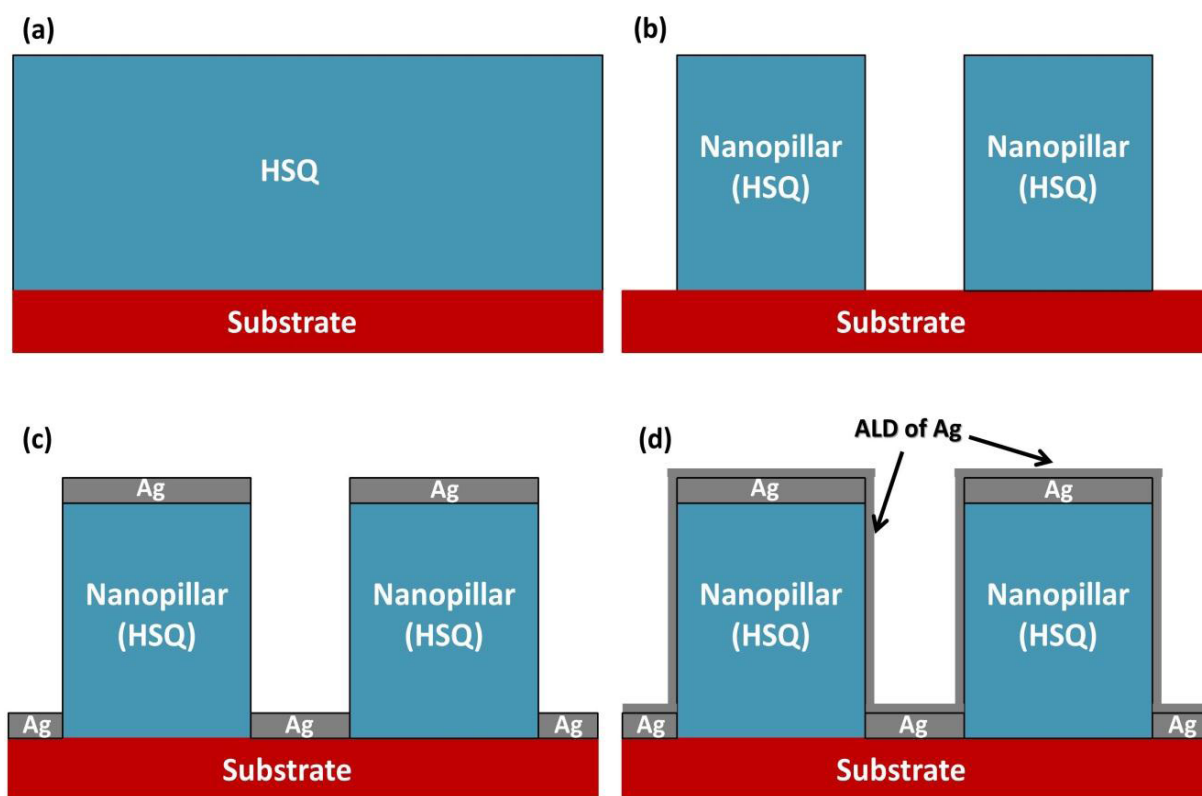 (a)
HSQ
Substrate
(b)
Nanopillar
(HSQ)
Nanopillar
(HSQ)
Substrate
(c)
Ag
Ag
Nanopillar
(HSQ)
Nanopillar
(HSQ)
Ag
Ag
Ag
Substrate
(d)
ALD of Ag
Ag
Ag
Nanopillar
(HSQ)
Nanopillar
(HSQ)
Ag
Ag
Ag
Substrate